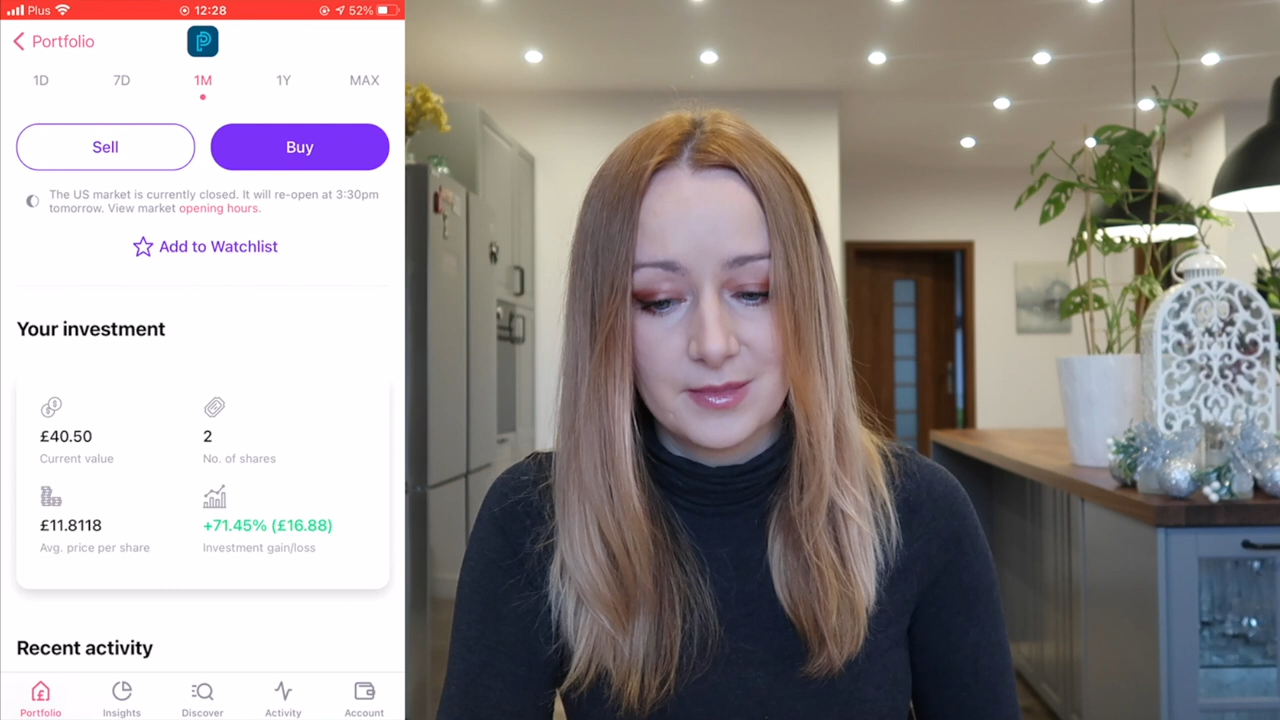 Plus 12:28 52%
Portfolio
1D 7D 1M 1Y MAX
Sell Buy
The US market is currently closed. It will re-open at 3:30pm
tomorrow. View market opening hours.
Add to Watchlist
Your investment
£40.50 2
Current value No. of shares
£11.8118 +71.45% (£16.88)
Avg. price per share Investment gain/loss
Recent activity
Portfolio Insights Discover Activity Account